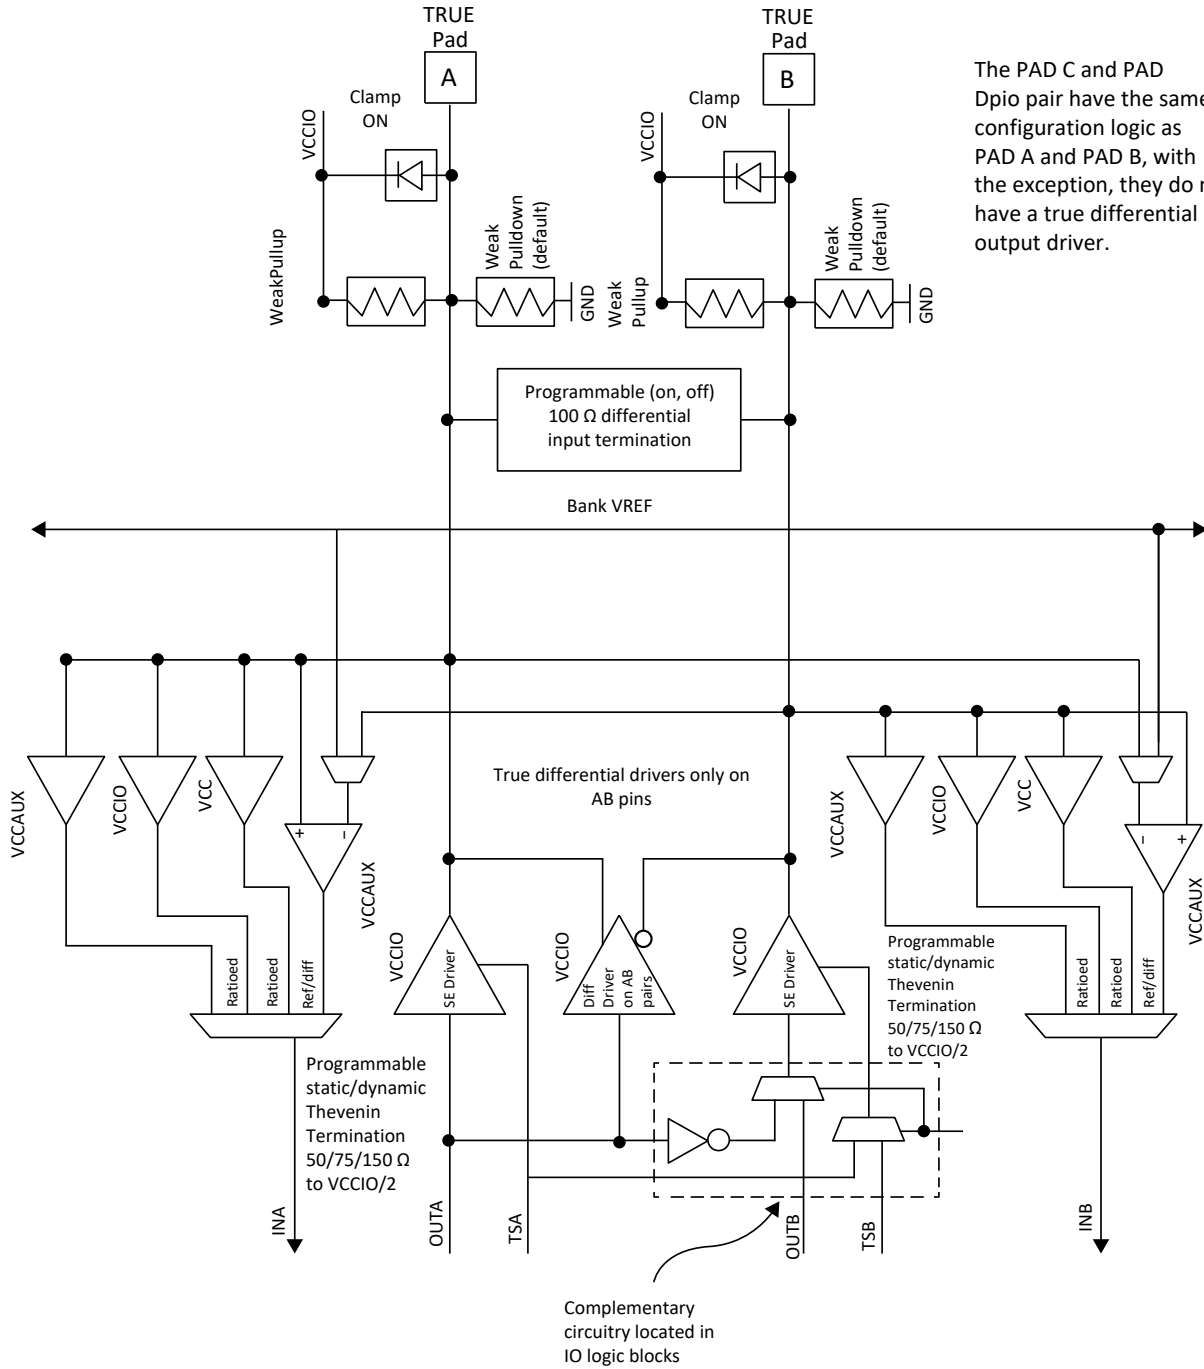 TRUE
Pad
A
TRUE
Pad
B
The PAD C and PAD
Dpio pair have the same
configuration logic as
PAD A and PAD B, with
the exception, they do
have a true differential
output driver.
Clamp
ON
VCCIO
Clamp
ON
VCCIO
WeakPullup
Weak
Pulldown
(default)
GND
Weak
Pullup
Weak
Pulldown
(default)
GND
Programmable (on, off)
100 Ω differential
input termination
Bank VREF
VCCAUX
VCCIO
VCC
+
–
VCCAUX
True differential drivers only on
AB pins
VCCAUX
VCCIO
VCC
–
+
VCCAUX
Ratioed
Ratioed
Ref/diff
VCCIO
SE Driver
VCCIO
Diff
Driver
on AB
pairs
VCCIO
SE Driver
Programmable
static/dynamic
Thevenin
Termination
50/75/150 Ω
to VCCIO/2
Ratioed
Ratioed
Ref/diff
Programmable
static/dynamic
Thevenin
Termination
50/75/150 Ω
to VCCIO/2
INA
OUTA
TSA
OUTB
TSB
INB
Complementary
circuitry located in
IO logic blocks